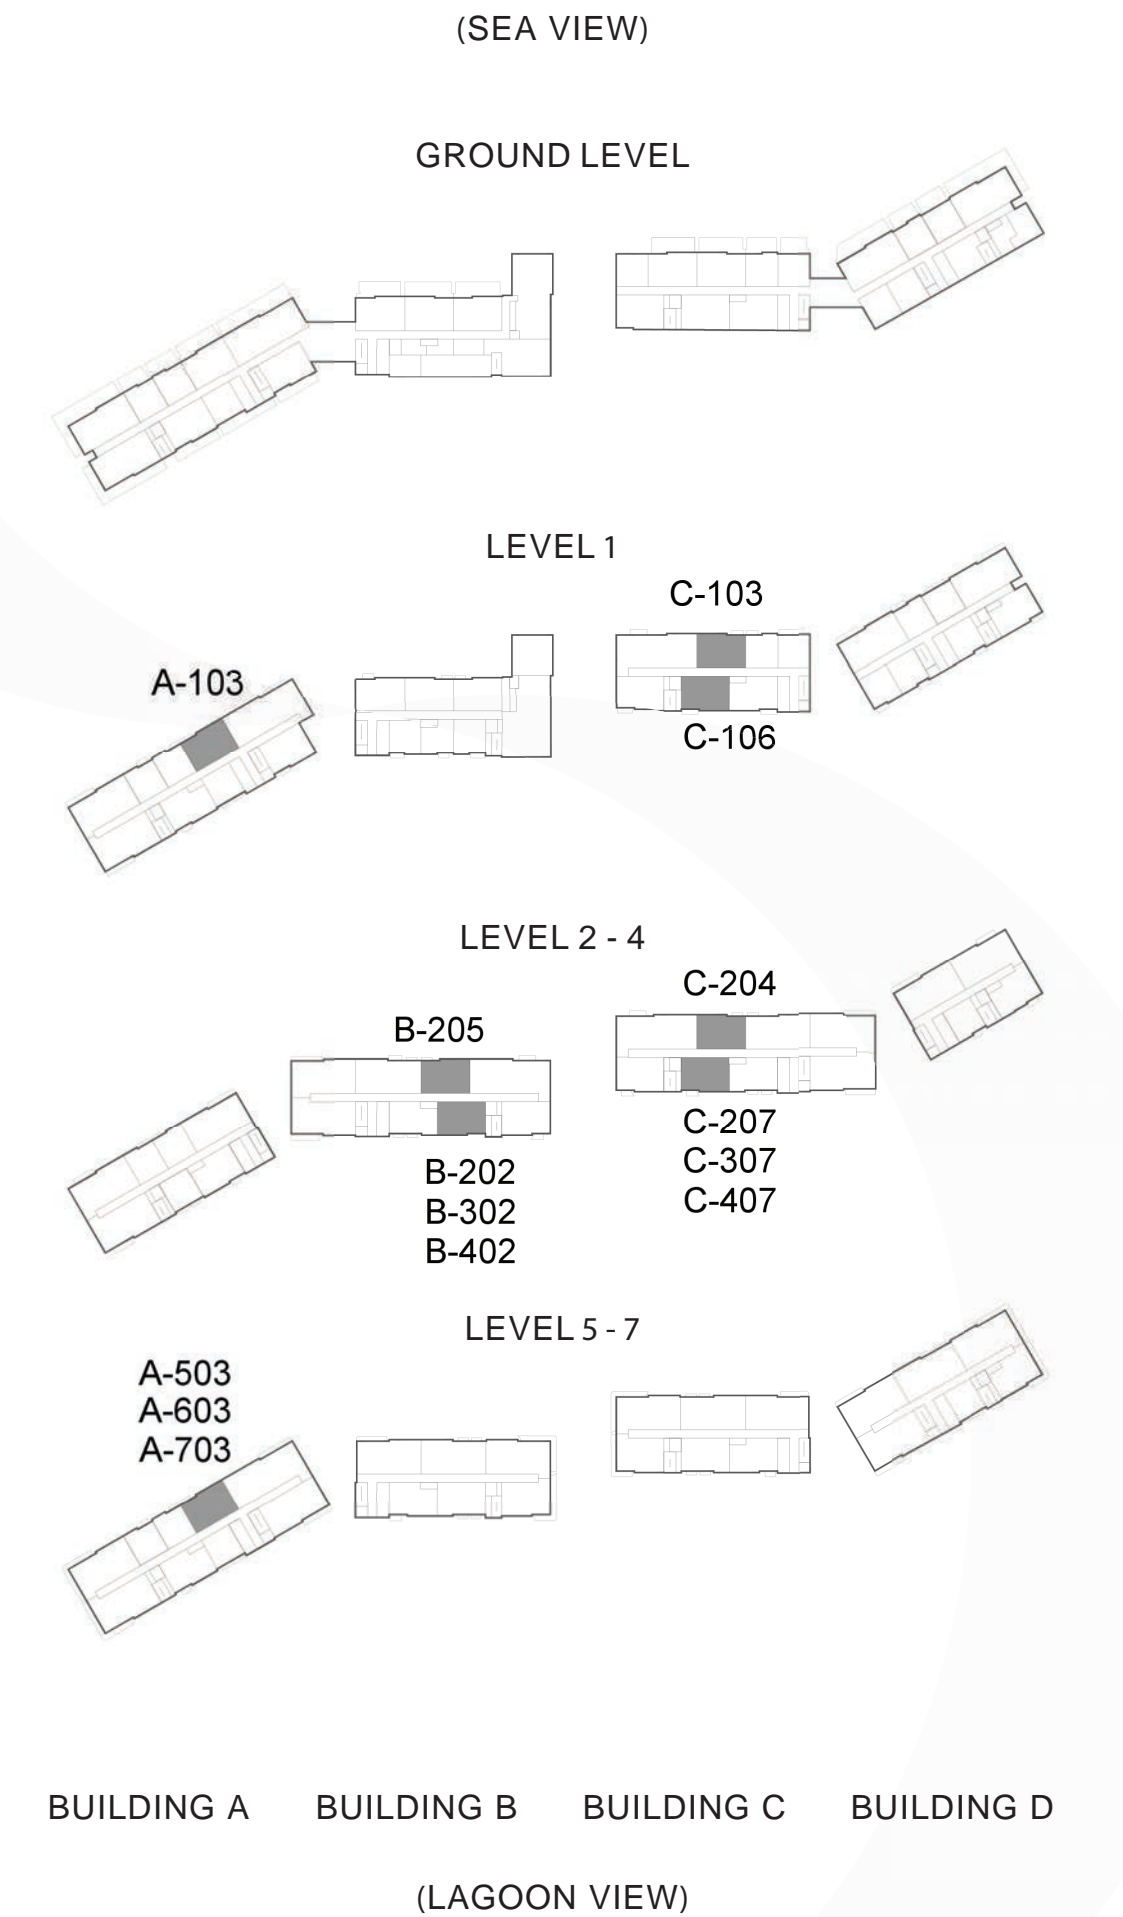 (SEA VIEW)
GROUND LEVEL
LEVEL 1
C-103
A-103
C-106
LEVEL 2 - 4
C-204
B-205
C-207
C-307
C-407
B-202
B-302
B-402
LEVEL 5 - 7
A-503
A-603
A-703
BUILDING A BUILDING B BUILDING C BUILDING D
(LAGOON VIEW)